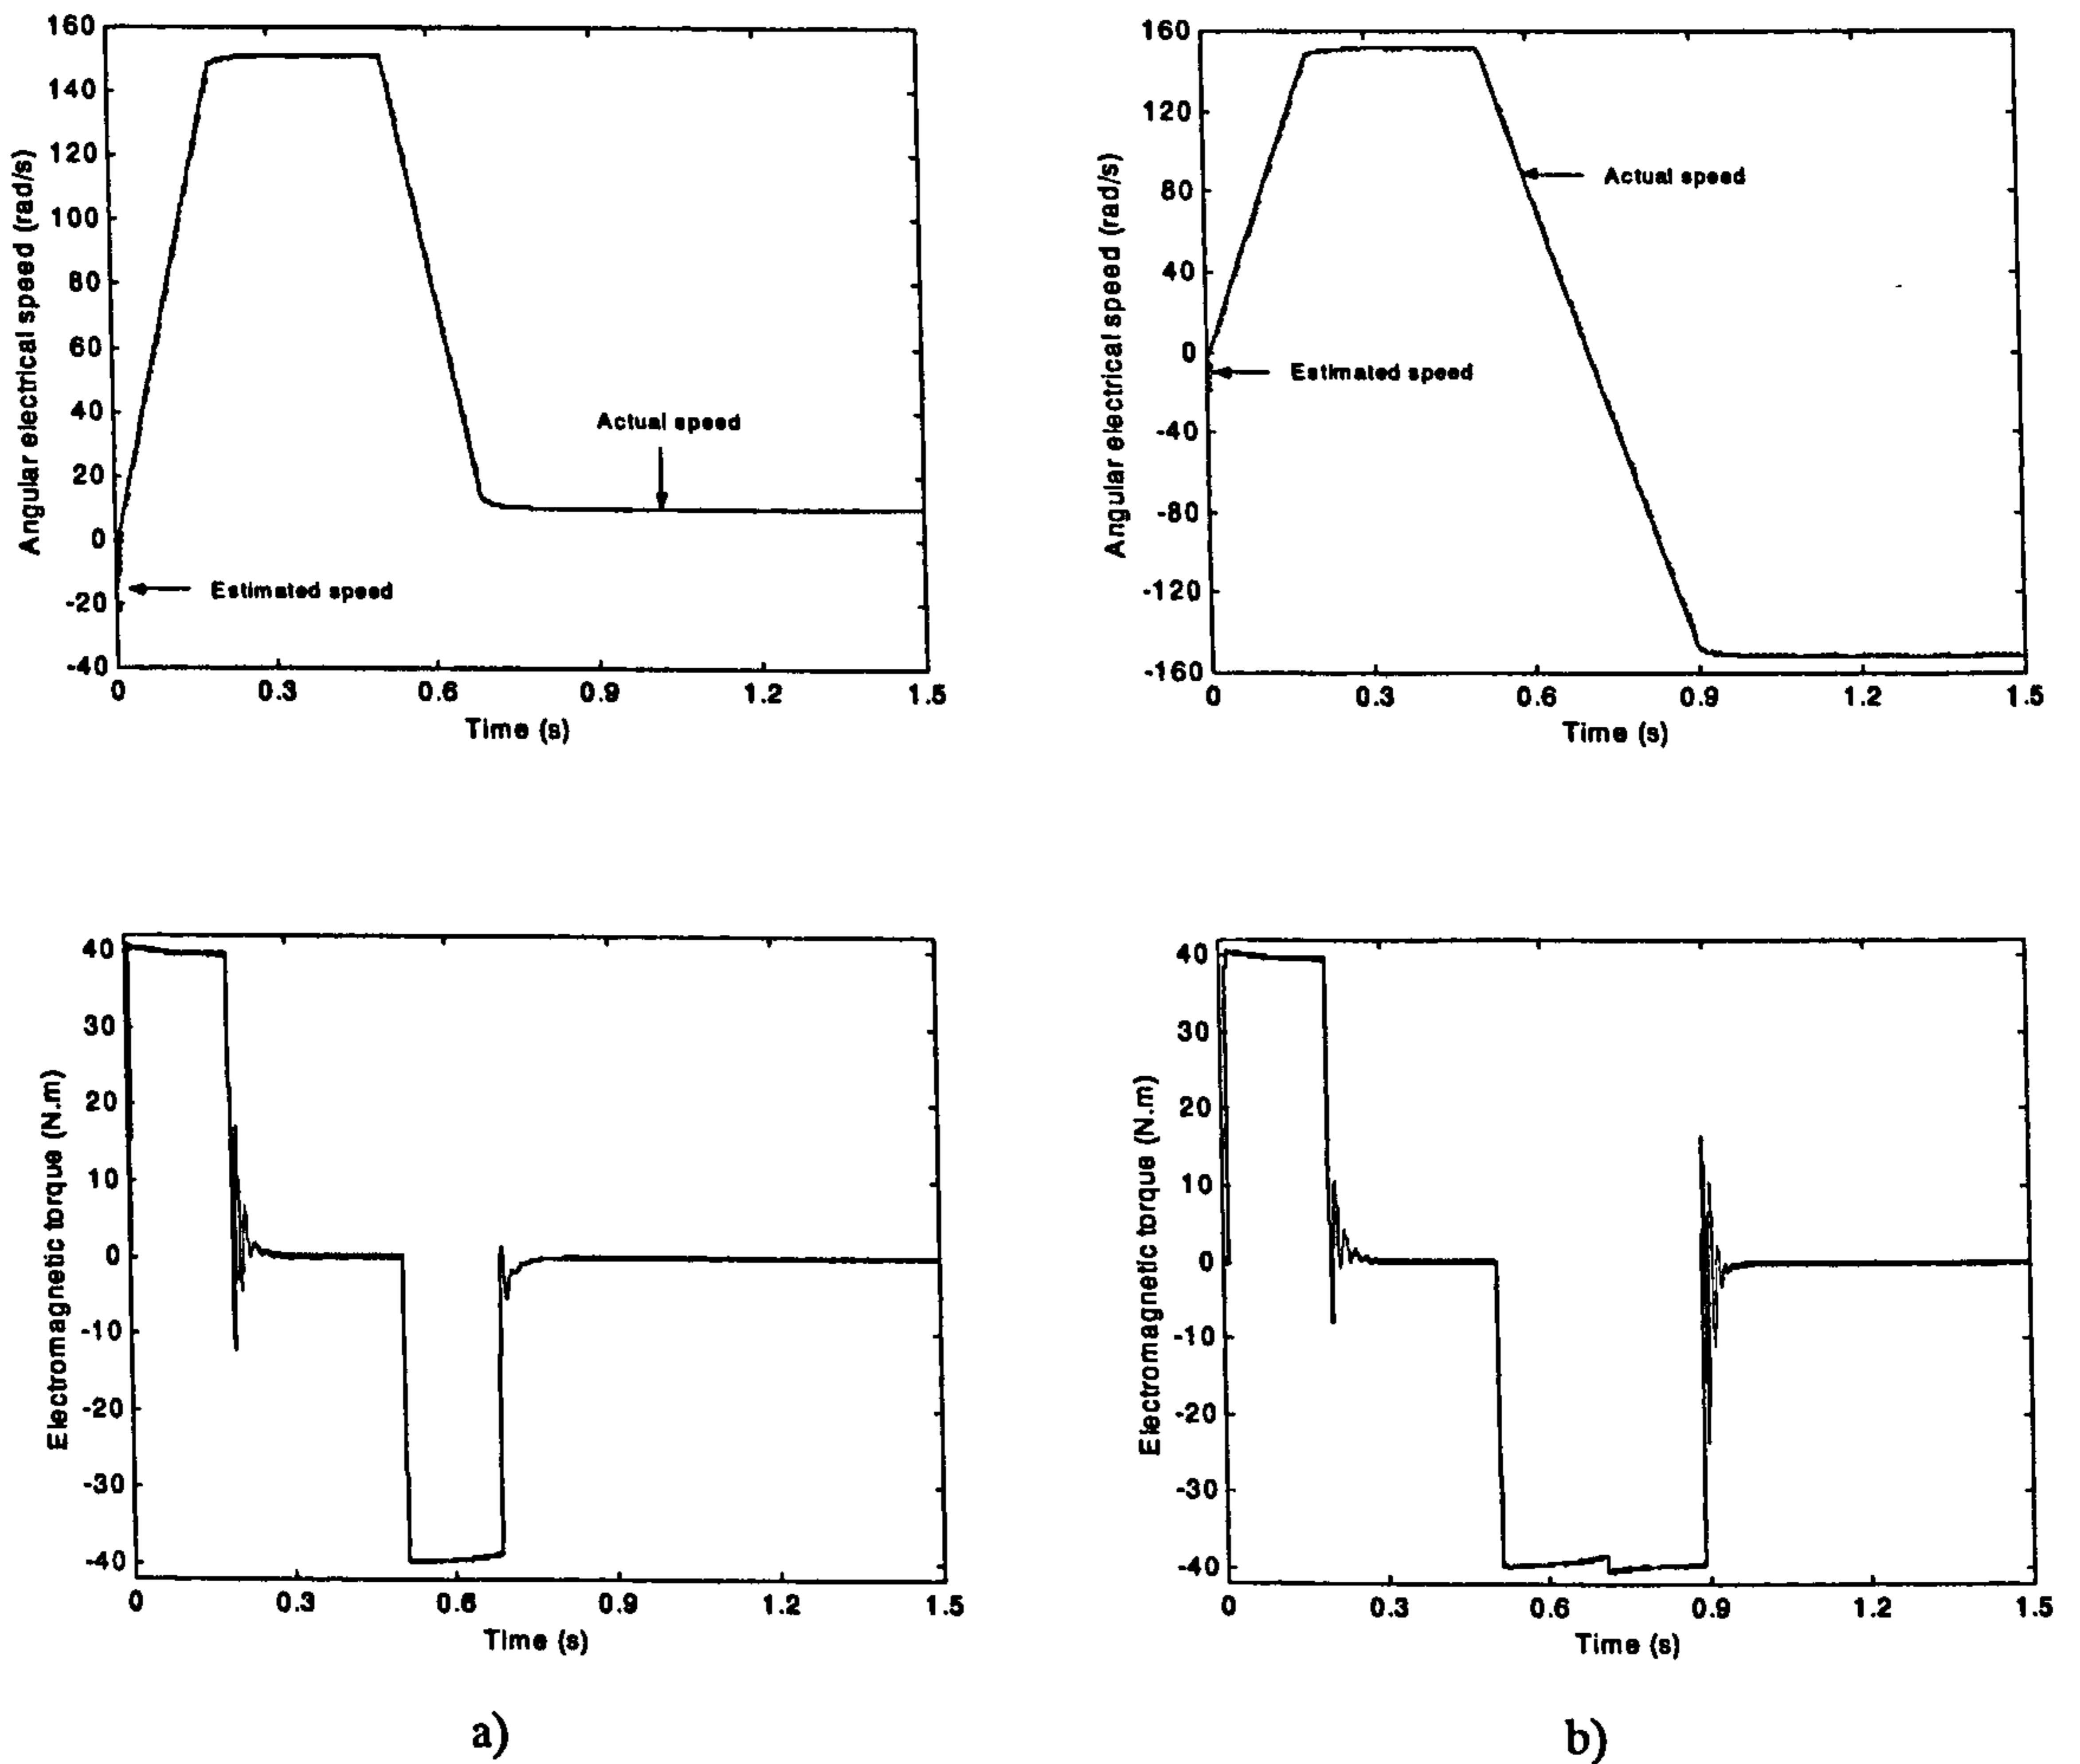 160
140
120
100
80
60
40
20
0
-20
-40
Angular electrical speed (rad/s)
Actual speed
Estimated speed
0 0.3 0.6 0.9 1.2 1.5
Time (s)
160
120
80
40
0
-40
-80
-120
-160
Angular electrical speed (rad/s)
Actual speed
Estimated speed
0 0.3 0.6 0.9 1.2 1.5
Time (s)
40
30
20
10
0
-10
-20
-30
-40
Electromagnetic torque (N.m)
0 0.3 0.6 0.9 1.2 1.5
Time (s)
40
30
20
10
0
-10
-20
-30
-40
Electromagnetic torque (N.m)
0 0.3 0.6 0.9 1.2 1.5
Time (s)
a)
b)